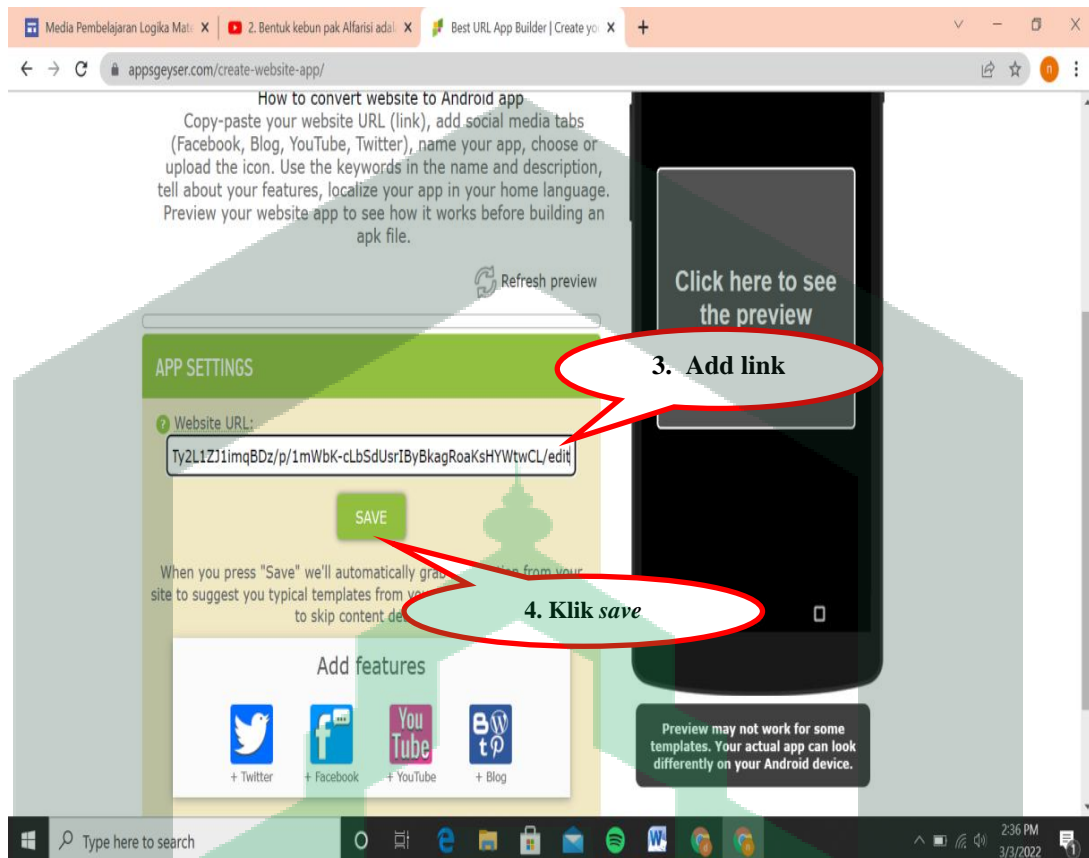 Media Pembelajaran Logika Mate
2. Bentuk kebun pak Alfarisi adal
Best URL App Builder | Create yo
appsgeyser.com/create-website-app/
n
How to convert website to Android app
Copy-paste your website URL (link), add social media tabs
(Facebook, Blog, YouTube, Twitter), name your app, choose or
upload the icon. Use the keywords in the name and description,
tell about your features, localize your app in your home language.
Preview your website app to see how it works before building an
apk file.
Refresh preview
Click here to see
the preview
APP SETTINGS
3. Add link
? Website URL:
Ty2L1ZJ1imqBDz/p/1mWbK-cLbSdUsrIByBkagRoaKsHYWtwCL/edit
SAVE
When you press "Save" we'll automatically grab from your
site to suggest you typical templates from
to skip content
4. Klik save
Add features
You
Tube
+ Twitter
+ Facebook
+ YouTube
+ Blog
Preview may not work for some
templates. Your actual app can look
differently on your Android device.
Type here to search
2:36 PM
3/3/2022